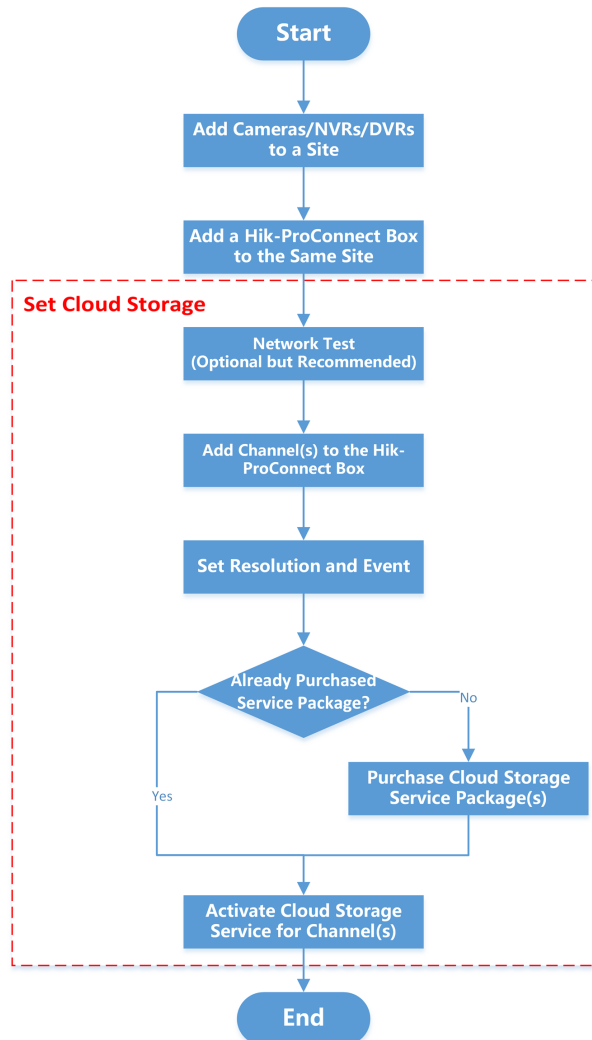 Start
Add Cameras/NVRs/DVRs
to a Site
Add a Hik-ProConnect Box
to the Same Site
Set Cloud Storage
Network Test
(Optional but Recommended)
Add Channel(s) to the Hik-
ProConnect Box
Set Resolution and Event
Already Purchased
Service Package?
No
Purchase Cloud Storage
Service Package(s)
Yes
Activate Cloud Storage
Service for Channel(s)
End